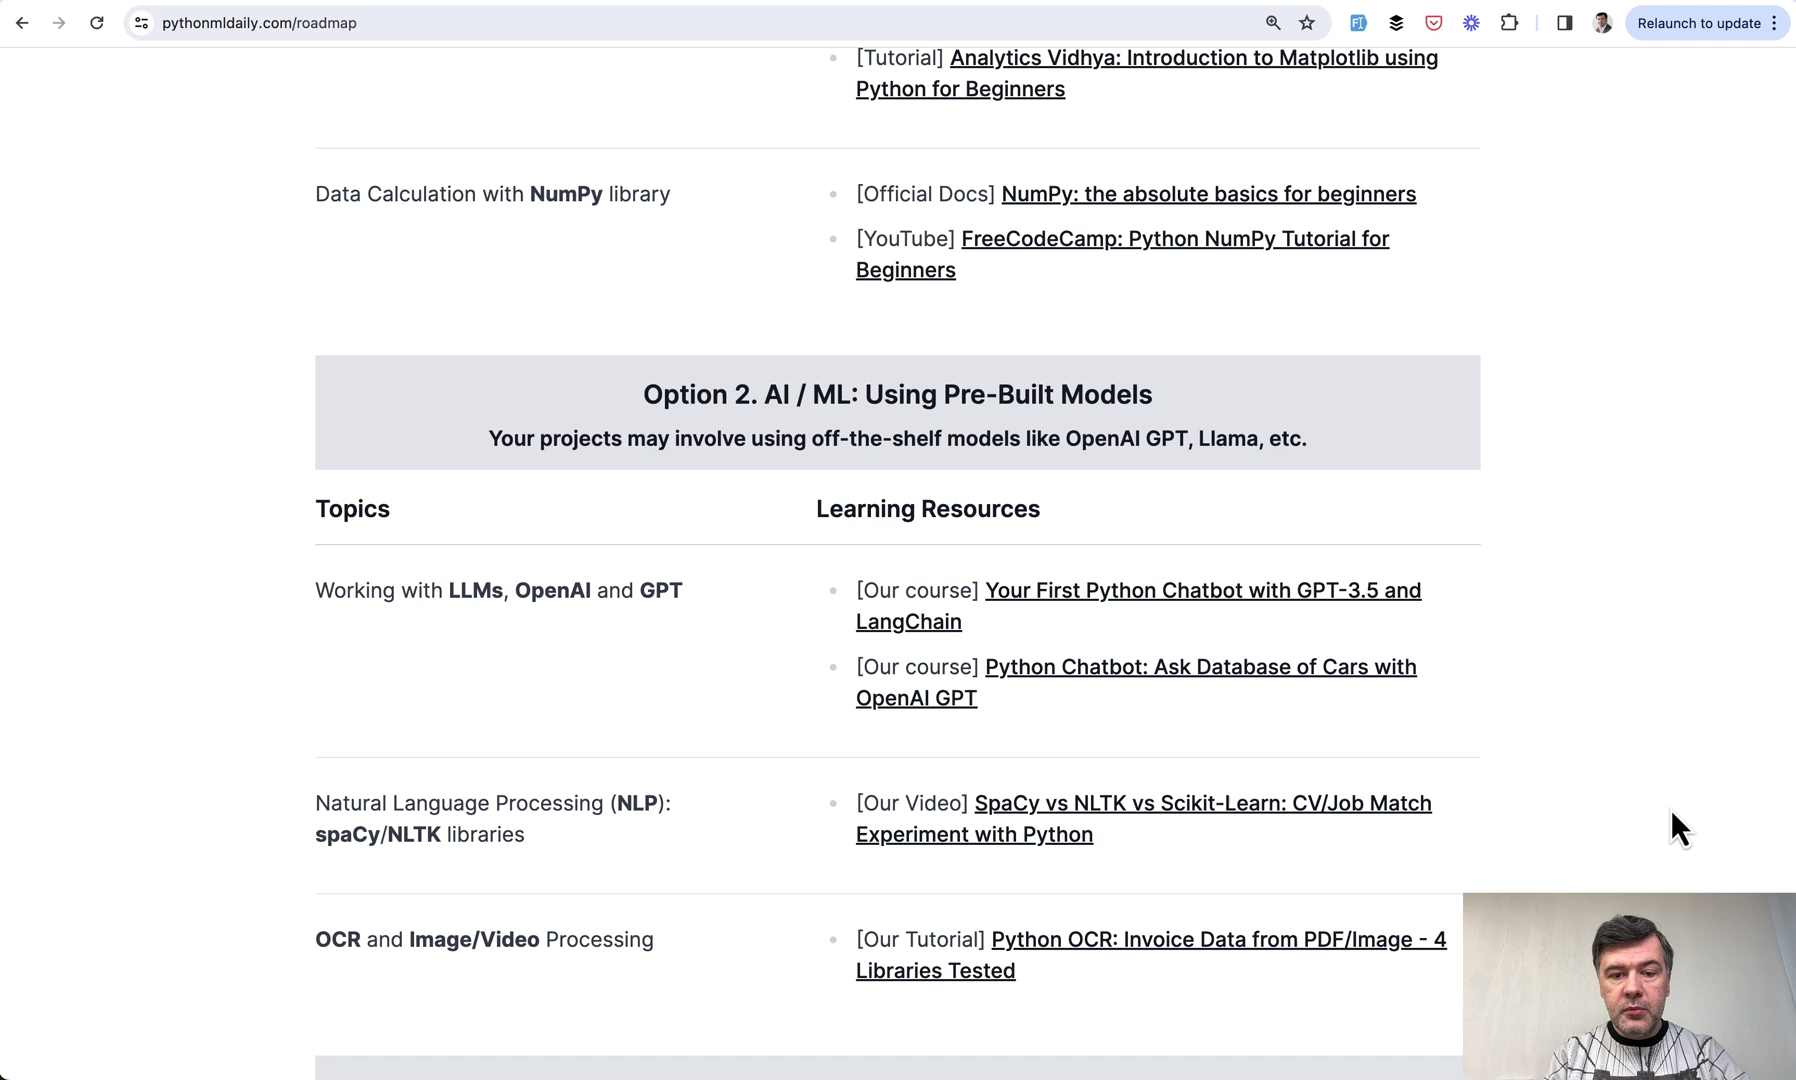 pythonmldaily.com/roadmap
Relaunch to update
[Tutorial] Analytics Vidhya: Introduction to Matplotlib using
Python for Beginners
Data Calculation with NumPy library
[Official Docs] NumPy: the absolute basics for beginners
[YouTube] FreeCodeCamp: Python NumPy Tutorial for
Beginners
Option 2. AI / ML: Using Pre-Built Models
Your projects may involve using off-the-shelf models like OpenAI GPT, Llama, etc.
Topics
Learning Resources
Working with LLMs, OpenAI and GPT
[Our course] Your First Python Chatbot with GPT-3.5 and
LangChain
[Our course] Python Chatbot: Ask Database of Cars with
OpenAI GPT
Natural Language Processing (NLP):
spaCy/NLTK libraries
[Our Video] SpaCy vs NLTK vs Scikit-Learn: CV/Job Match
Experiment with Python
OCR and Image/Video Processing
[Our Tutorial] Python OCR: Invoice Data from PDF/Image - 4
Libraries Tested